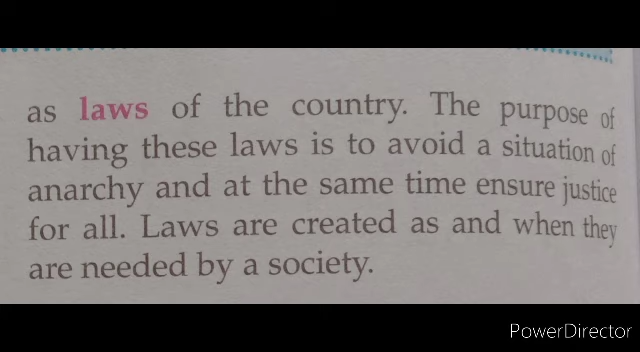 as laws of the country. The purpose of
having these laws is to avoid a situation of
anarchy and at the same time ensure justice
for all. Laws are created as and when they
are needed by a society.
PowerDirector